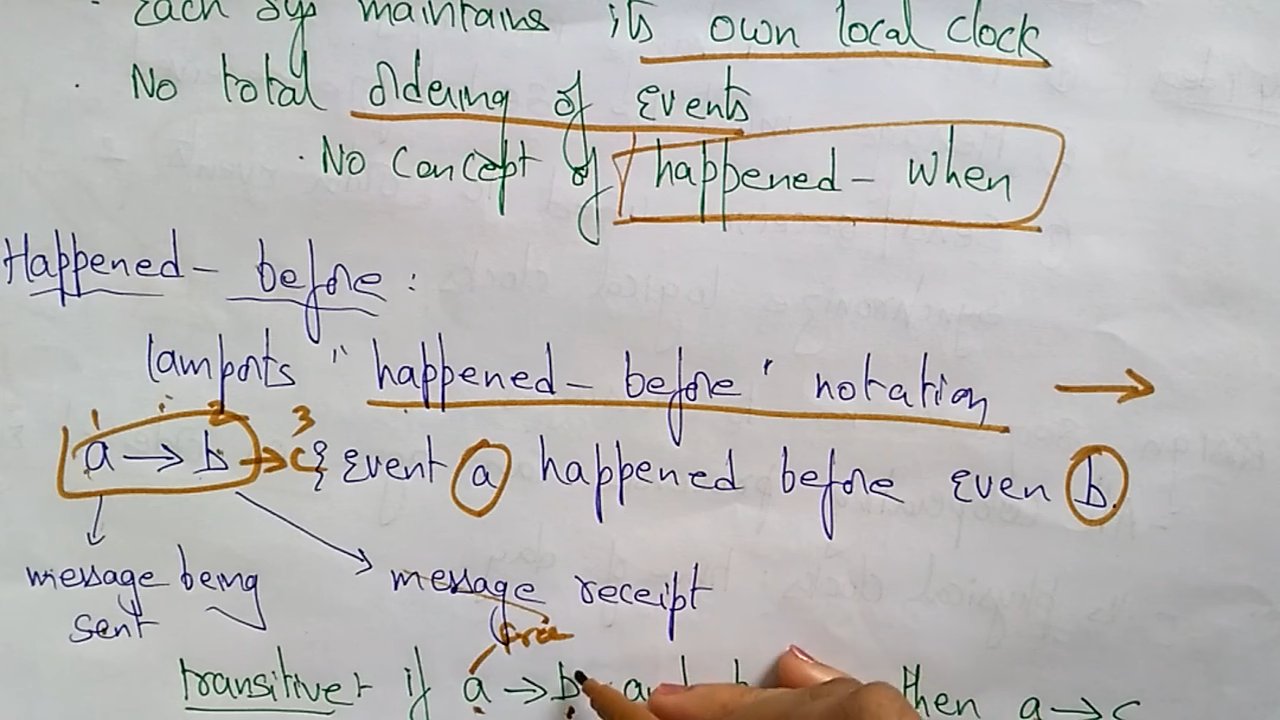 · Each sys maintains its own local clock
· No total ordering of events
· No concept of happened - when
Happened - before :
lamports "happened - before" notation →
1 2 3
a → b → c } Event a happened before even b.
message being sent
message receipt
transitive + if a → b and then a → c